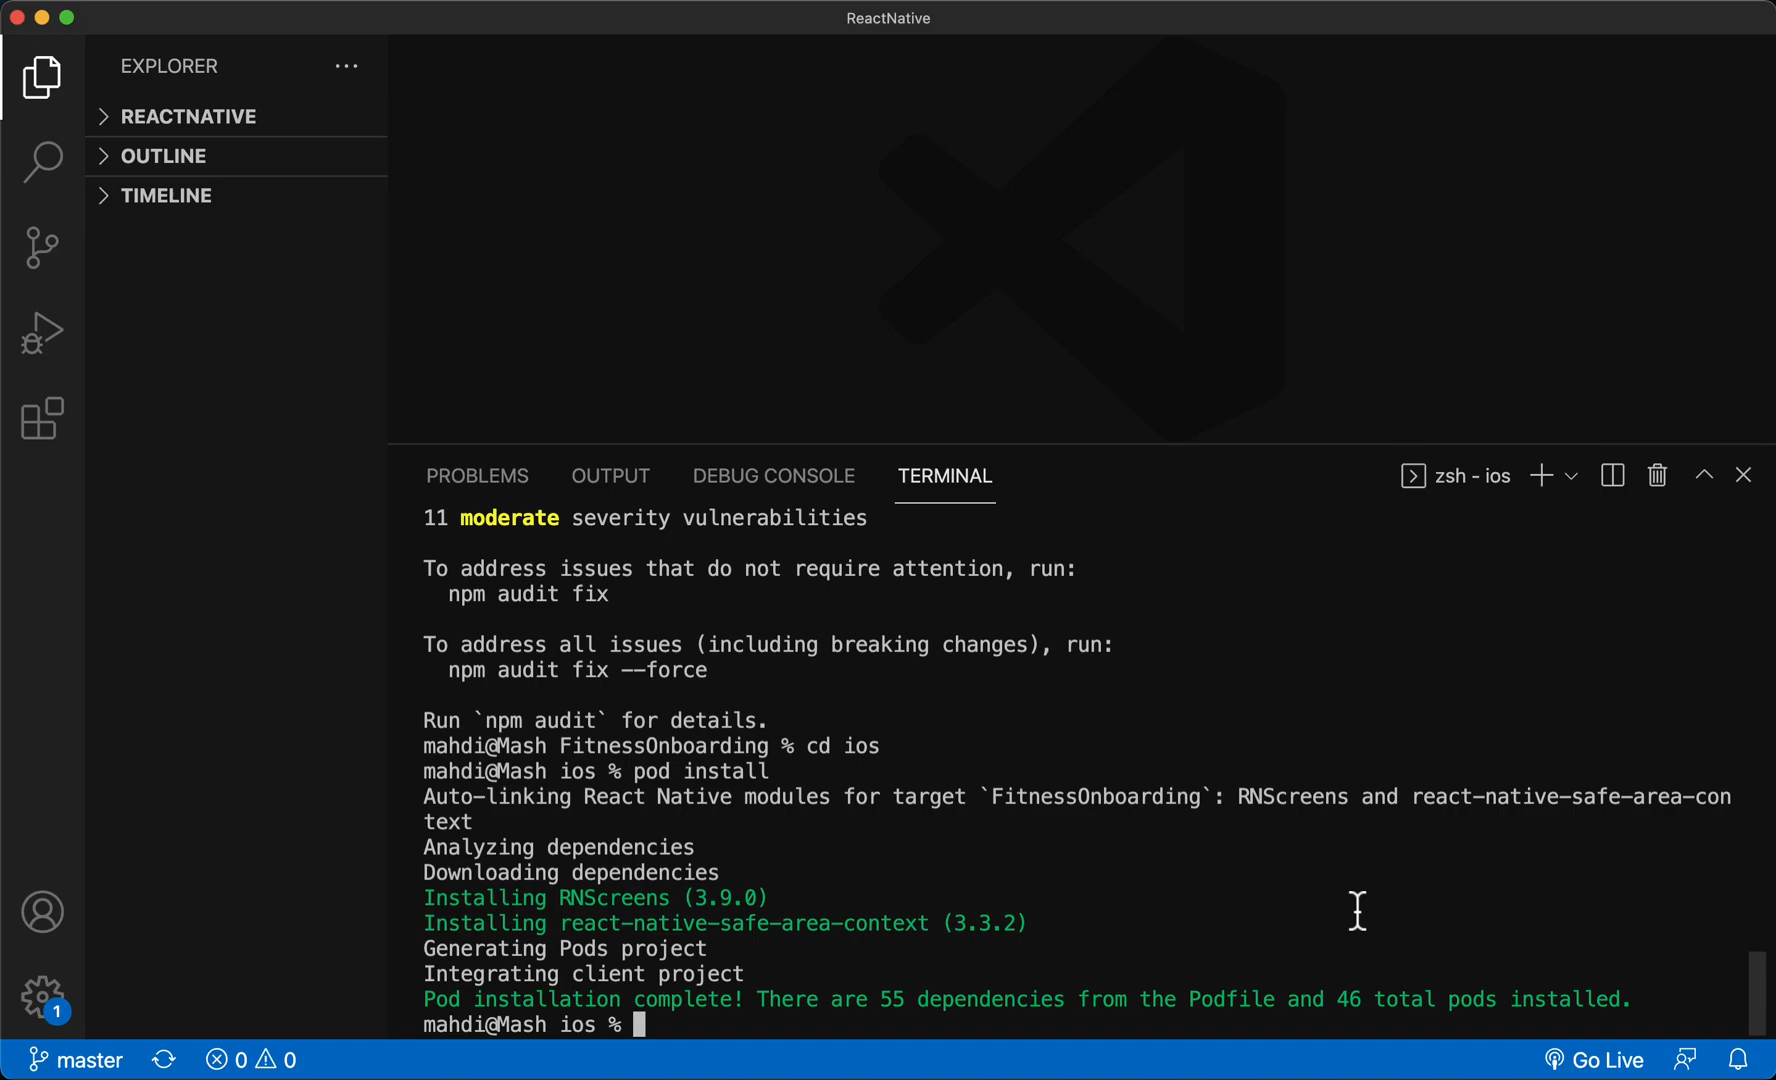 ReactNative
EXPLORER
REACTNATIVE
OUTLINE
TIMELINE
PROBLEMS OUTPUT DEBUG CONSOLE TERMINAL zsh - ios
11 moderate severity vulnerabilities
To address issues that do not require attention, run:
npm audit fix
To address all issues (including breaking changes), run:
npm audit fix --force
Run `npm audit` for details.
mahdi@Mash FitnessOnboarding % cd ios
mahdi@Mash ios % pod install
Auto-linking React Native modules for target `FitnessOnboarding`: RNScreens and react-native-safe-area-con
text
Analyzing dependencies
Downloading dependencies
Installing RNScreens (3.9.0)
Installing react-native-safe-area-context (3.3.2)
Generating Pods project
Integrating client project
Pod installation complete! There are 55 dependencies from the Podfile and 46 total pods installed.
mahdi@Mash ios %
1
master 0 0 Go Live